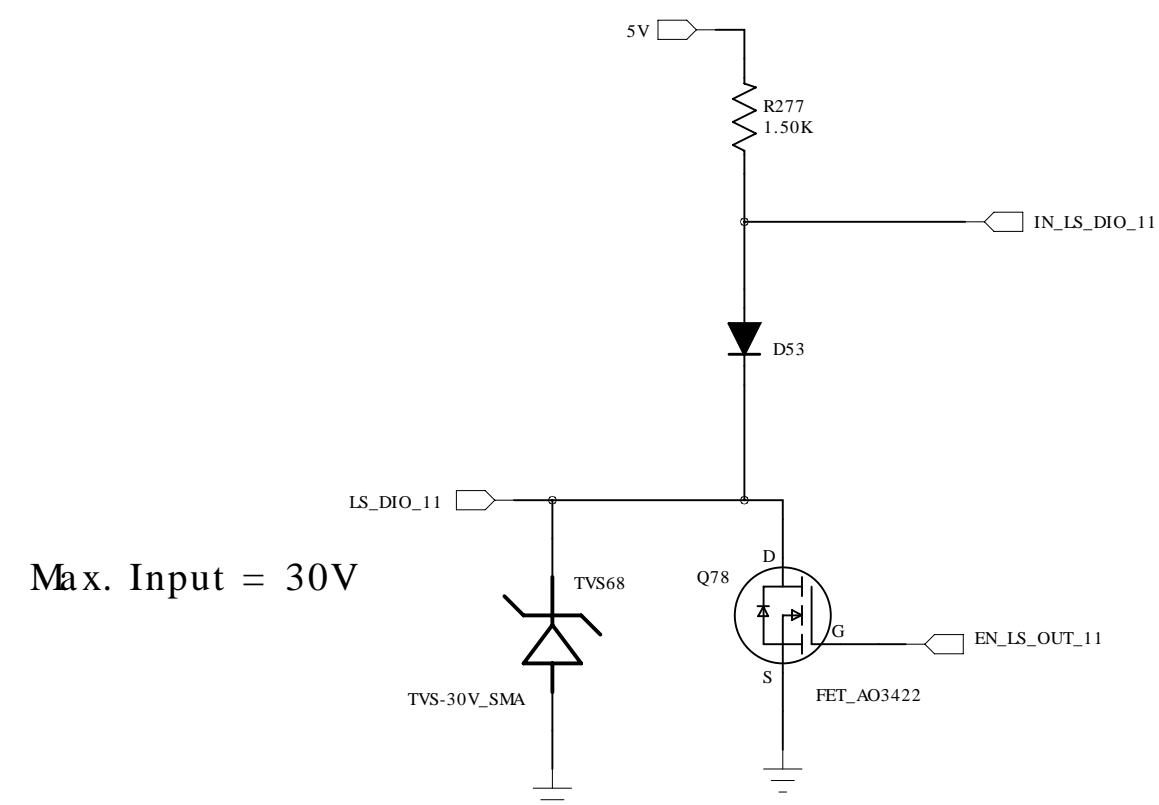 5V
R277
1.50K
IN_LS_DIO_11
D53
LS_DIO_11
Max. Input = 30V
TVS68
TVS-30V_SMA
Q78
D
G
S
EN_LS_OUT_11
FET_AO3422